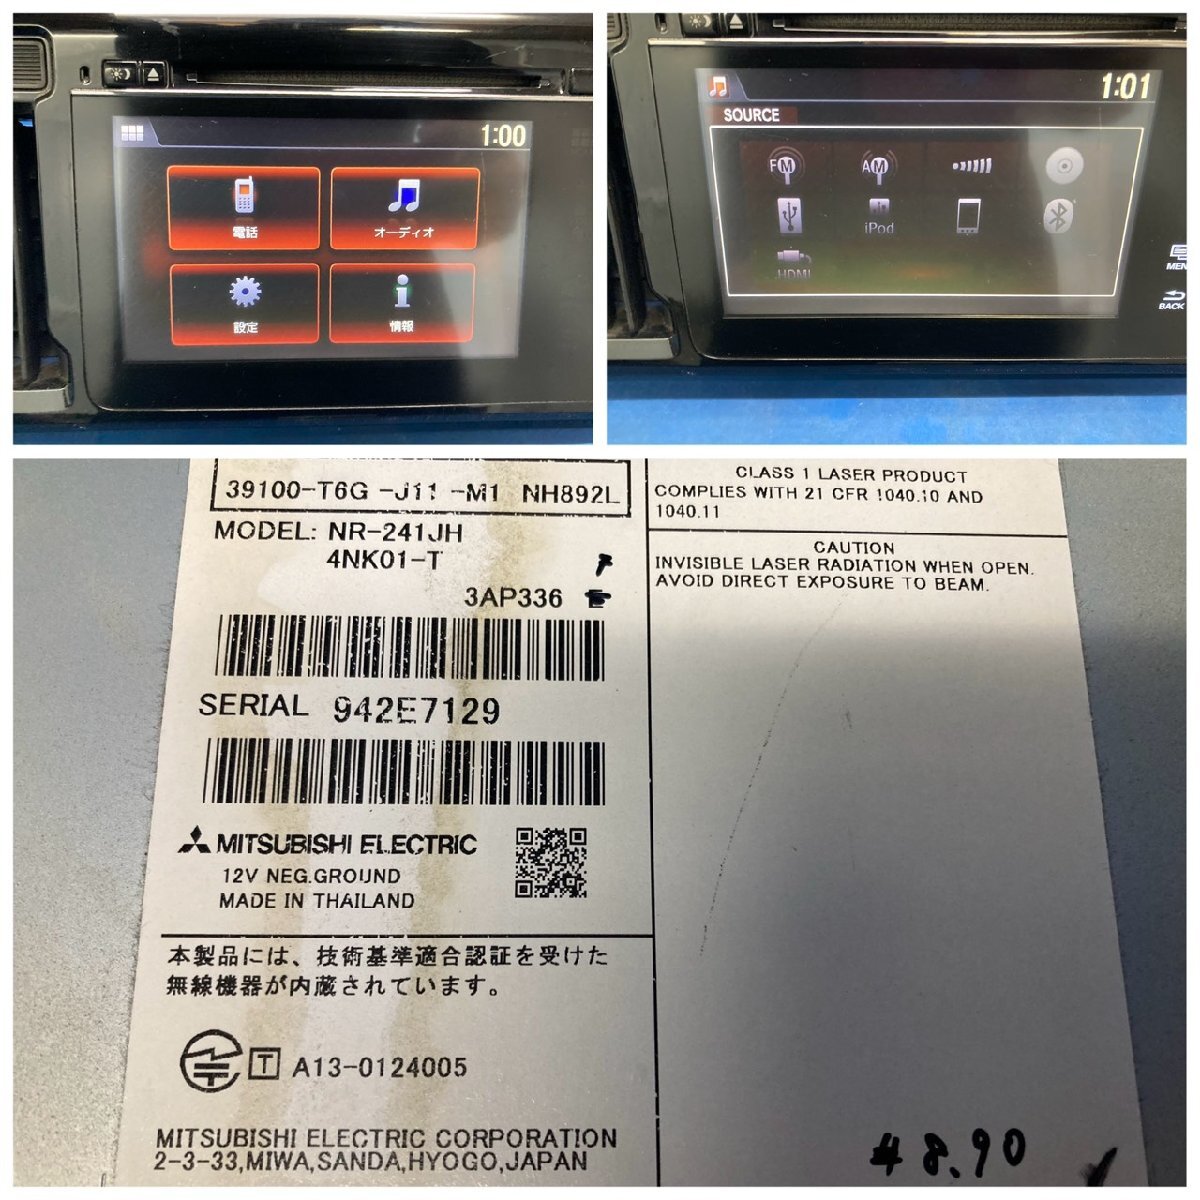 1:00
電話
オーディオ
設定
情報
1:01
SOURCE
FM
AM
iPod
HDMI
MENU
BACK
39100-T6G -J11 -M1 NH892L
MODEL: NR-241JH
4NK01-T
3AP336
SERIAL 942E7129
MITSUBISHI ELECTRIC
12V NEG.GROUND
MADE IN THAILAND
本製品には、技術基準適合認証を受けた
無線機器が内蔵されています。
T A13-0124005
MITSUBISHI ELECTRIC CORPORATION
2-3-33,MIWA,SANDA,HYOGO,JAPAN
CLASS 1 LASER PRODUCT
COMPLIES WITH 21 CFR 1040.10 AND
1040.11
CAUTION
INVISIBLE LASER RADIATION WHEN OPEN.
AVOID DIRECT EXPOSURE TO BEAM.
#8.90